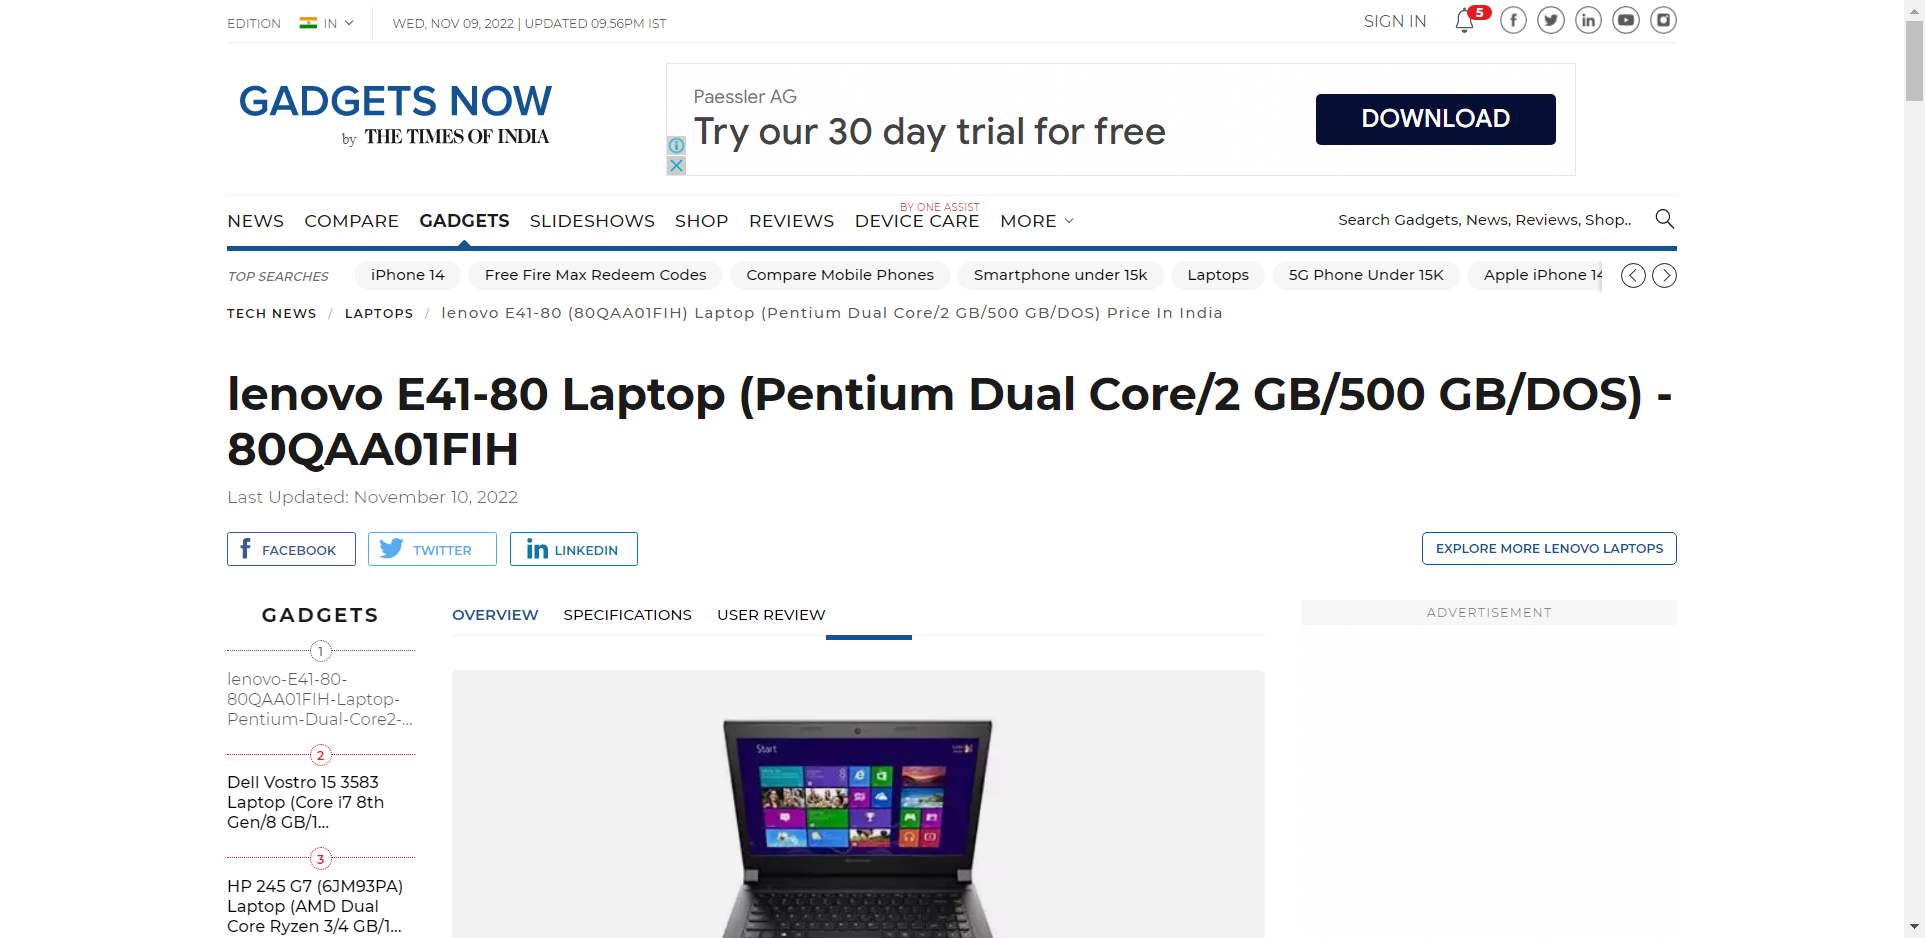 EDITION IN WED, NOV 09, 2022 | UPDATED 09.56PM IST SIGN IN 5
GADGETS NOW
by THE TIMES OF INDIA
Paessler AG
Try our 30 day trial for free
DOWNLOAD
BY ONE ASSIST
NEWS COMPARE GADGETS SLIDESHOWS SHOP REVIEWS DEVICE CARE MORE Search Gadgets, News, Reviews, Shop..
TOP SEARCHES iPhone 14 Free Fire Max Redeem Codes Compare Mobile Phones Smartphone under 15k Laptops 5G Phone Under 15K Apple iPhone 14
TECH NEWS / LAPTOPS / lenovo E41-80 (80QAA01FIH) Laptop (Pentium Dual Core/2 GB/500 GB/DOS) Price In India
lenovo E41-80 Laptop (Pentium Dual Core/2 GB/500 GB/DOS) -
80QAA01FIH
Last Updated: November 10, 2022
FACEBOOK TWITTER LINKEDIN EXPLORE MORE LENOVO LAPTOPS
GADGETS
1
lenovo-E41-80-
80QAA01FIH-Laptop-
Pentium-Dual-Core2-...
2
Dell Vostro 15 3583
Laptop (Core i7 8th
Gen/8 GB/1...
3
HP 245 G7 (6JM93PA)
Laptop (AMD Dual
Core Ryzen 3/4 GB/1...
OVERVIEW SPECIFICATIONS USER REVIEW
Start
ADVERTISEMENT